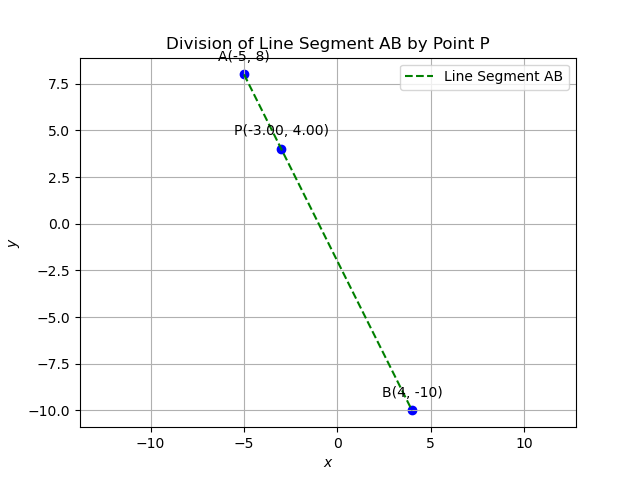 Division of Line Segment AB by Point P
A(-5, 8)
Line Segment AB
7.5
P(-3.00, 4.00)
5.0
2.5
0.0
y
−2.5
−5.0
−7.5
B(4, -10)
−10.0
−10 −5 0 5 10
x